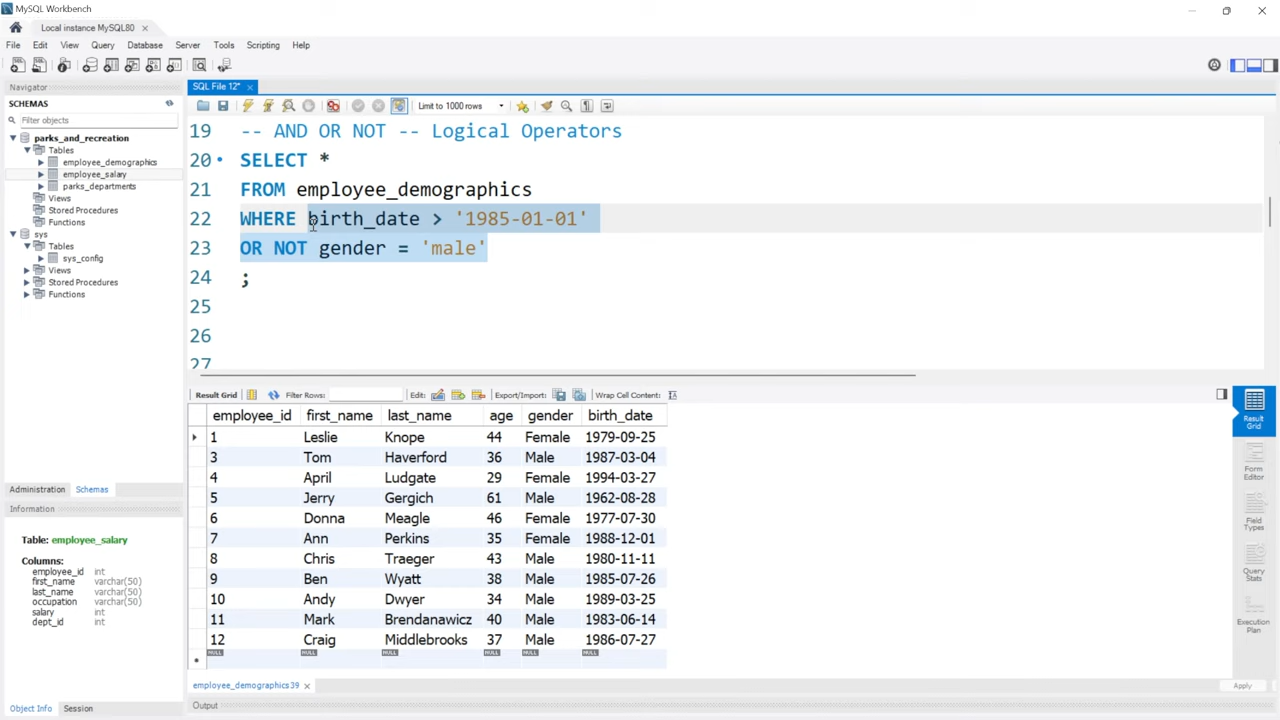 MySQL Workbench
Local instance MySQL80
File Edit View Query Database Server Tools Scripting Help
Navigator
SCHEMAS
Filter objects
parks_and_recreation
Tables
employee_demographics
employee_salary
parks_departments
Views
Stored Procedures
Functions
sys
Tables
sys_config
Views
Stored Procedures
Functions
Administration Schemas
Information
Table: employee_salary
Columns:
employee_id int
first_name varchar(50)
last_name varchar(50)
occupation varchar(50)
salary int
dept_id int
Object Info Session
SQL File 12*
Limit to 1000 rows
19 -- AND OR NOT -- Logical Operators
20 SELECT *
21 FROM employee_demographics
22 WHERE birth_date > '1985-01-01'
23 OR NOT gender = 'male'
24 ;
25
26
27
Result Grid Filter Rows: Edit: Export/Import: Wrap Cell Content:
employee_id first_name last_name age gender birth_date
1 Leslie Knope 44 Female 1979-09-25
3 Tom Haverford 36 Male 1987-03-04
4 April Ludgate 29 Female 1994-03-27
5 Jerry Gergich 61 Male 1962-08-28
6 Donna Meagle 46 Female 1977-07-30
7 Ann Perkins 35 Female 1988-12-01
8 Chris Traeger 43 Male 1980-11-11
9 Ben Wyatt 38 Male 1985-07-26
10 Andy Dwyer 34 Male 1989-03-25
11 Mark Brendanawicz 40 Male 1983-06-14
12 Craig Middlebrooks 37 Male 1986-07-27
NULL NULL NULL NULL NULL NULL
employee_demographics 39
Apply
Output
Result
Grid
Form
Editor
Field
Types
Query
Stats
Execution
Plan